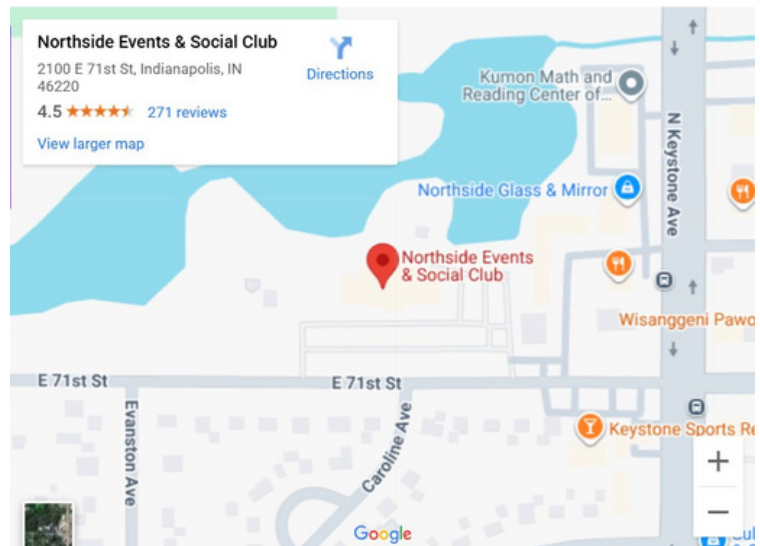 Northside Events & Social Club
2100 E 71st St, Indianapolis, IN
46220
Directions
4.5
271 reviews
View larger map
Kumon Math and
Reading Center of...
N Keystone Ave
Northside Glass & Mirror
Northside Events
& Social Club
Wisanggeni Pawo
E 71st St
E 71st St
Evanston Ave
Caroline Ave
Keystone Sports Re
+
−
Google